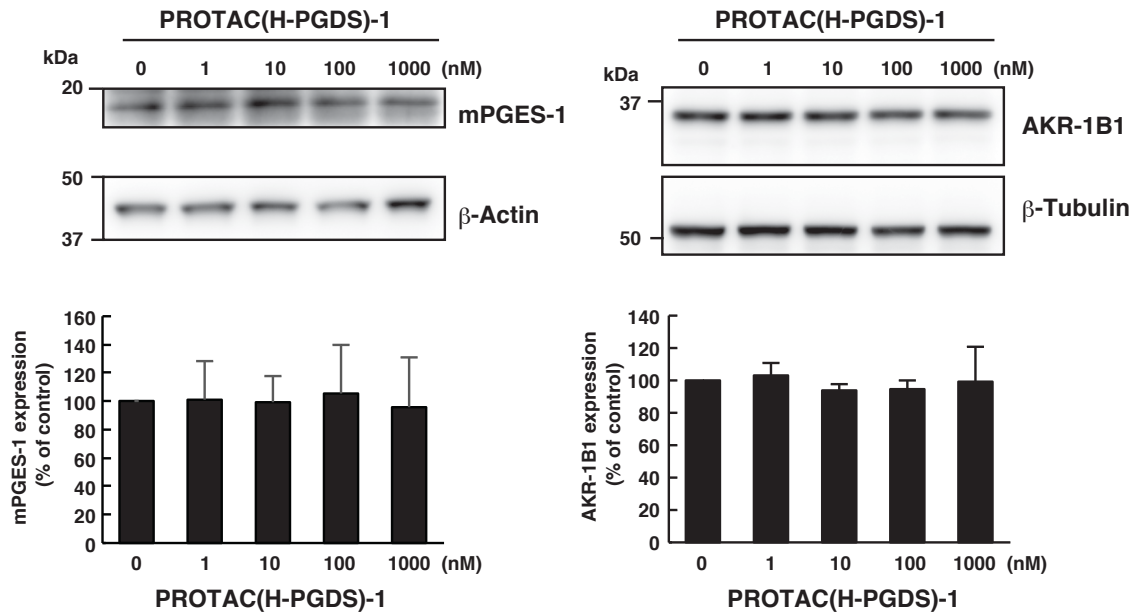 PROTAC(H-PGDS)-1
kDa
0 1 10 100 1000 (nM)
20
mPGES-1
50
β-Actin
37
PROTAC(H-PGDS)-1
kDa
0 1 10 100 1000 (nM)
37
AKR-1B1
β-Tubulin
50
mPGES-1 expression
(% of control)
160
140
120
100
80
60
40
20
0
0 1 10 100 1000 (nM)
PROTAC(H-PGDS)-1
AKR-1B1 expression
(% of control)
140
120
100
80
60
40
20
0
0 1 10 100 1000 (nM)
PROTAC(H-PGDS)-1